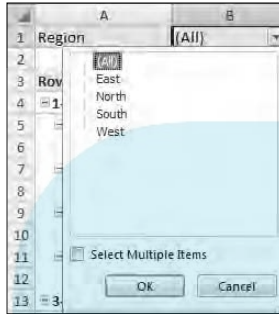 A B
1 Region (All)
2 (All)
3 Row East
4 1- North
5 South
6 West
7
8
9
10
11 Select Multiple Items
12 OK Cancel
13 3-